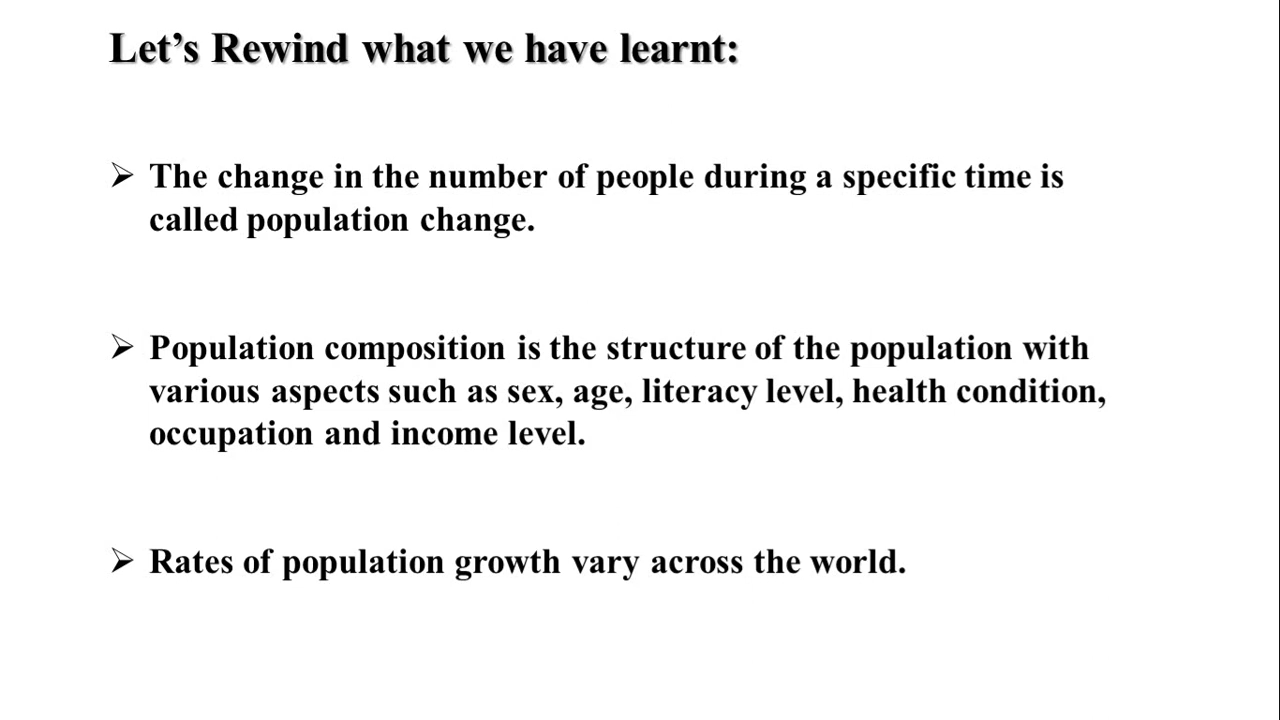 Let’s Rewind what we have learnt:
➢ The change in the number of people during a specific time is
called population change.
➢ Population composition is the structure of the population with
various aspects such as sex, age, literacy level, health condition,
occupation and income level.
➢ Rates of population growth vary across the world.